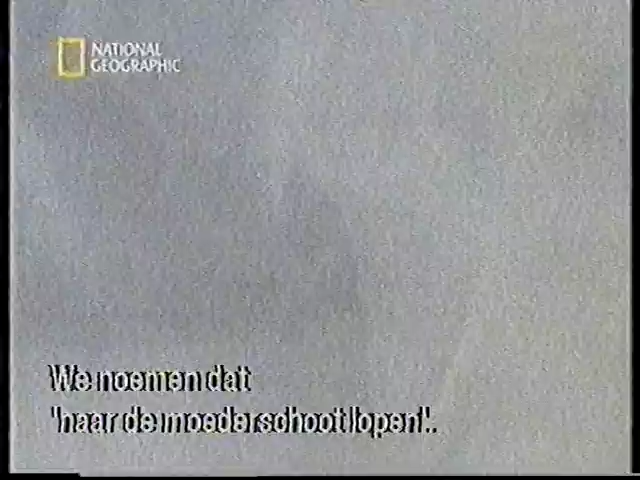 NATIONAL
GEOGRAPHIC
We noemen dat
'naar de moederschoot lopen'.